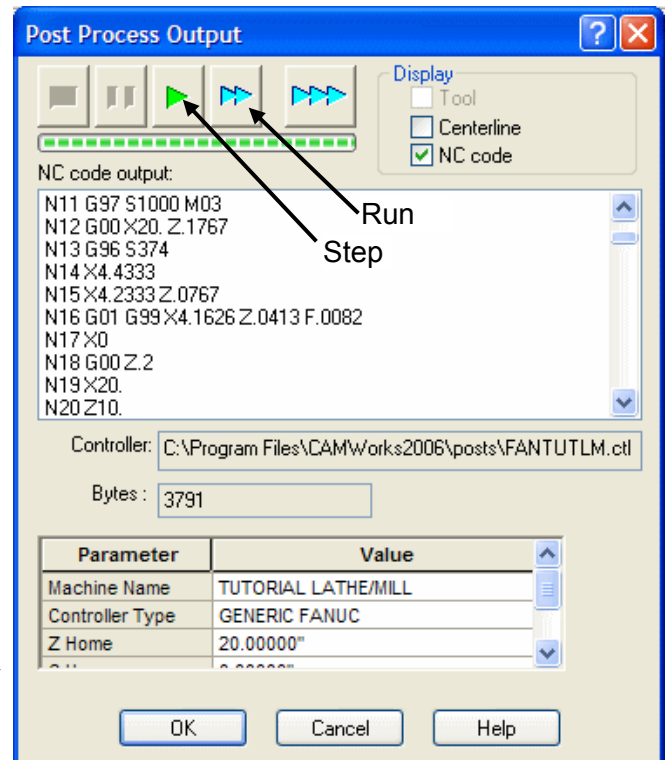 Post Process Output
Display
Tool
Centerline
NC code
NC code output:
N11 G97 S1000 M03
N12 G00 X20. Z.1767
N13 G96 S374
N14 X4.4333
N15 X4.2333 Z.0767
N16 G01 G99 X4.1626 Z.0413 F.0082
N17 X0
N18 G00 Z.2
N19 X20.
N20 Z10.
Run
Step
Controller: C:\Program Files\CAMWorks2006\posts\FANTUTLM.ctl
Bytes : 3791
Parameter Value
Machine Name TUTORIAL LATHE/MILL
Controller Type GENERIC FANUC
Z Home 20.00000"
OK Cancel Help